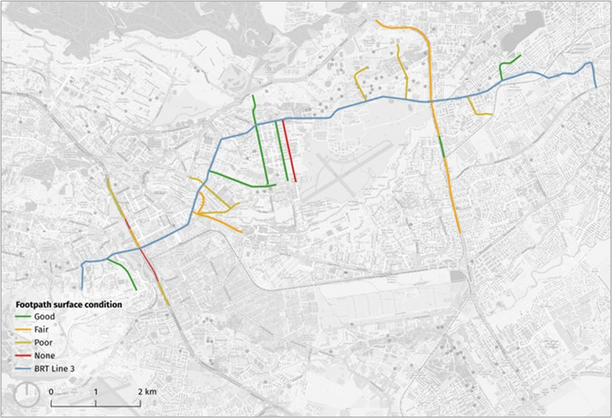 Footpath surface condition
Good
Fair
Poor
None
BRT Line 3
0 1 2 km